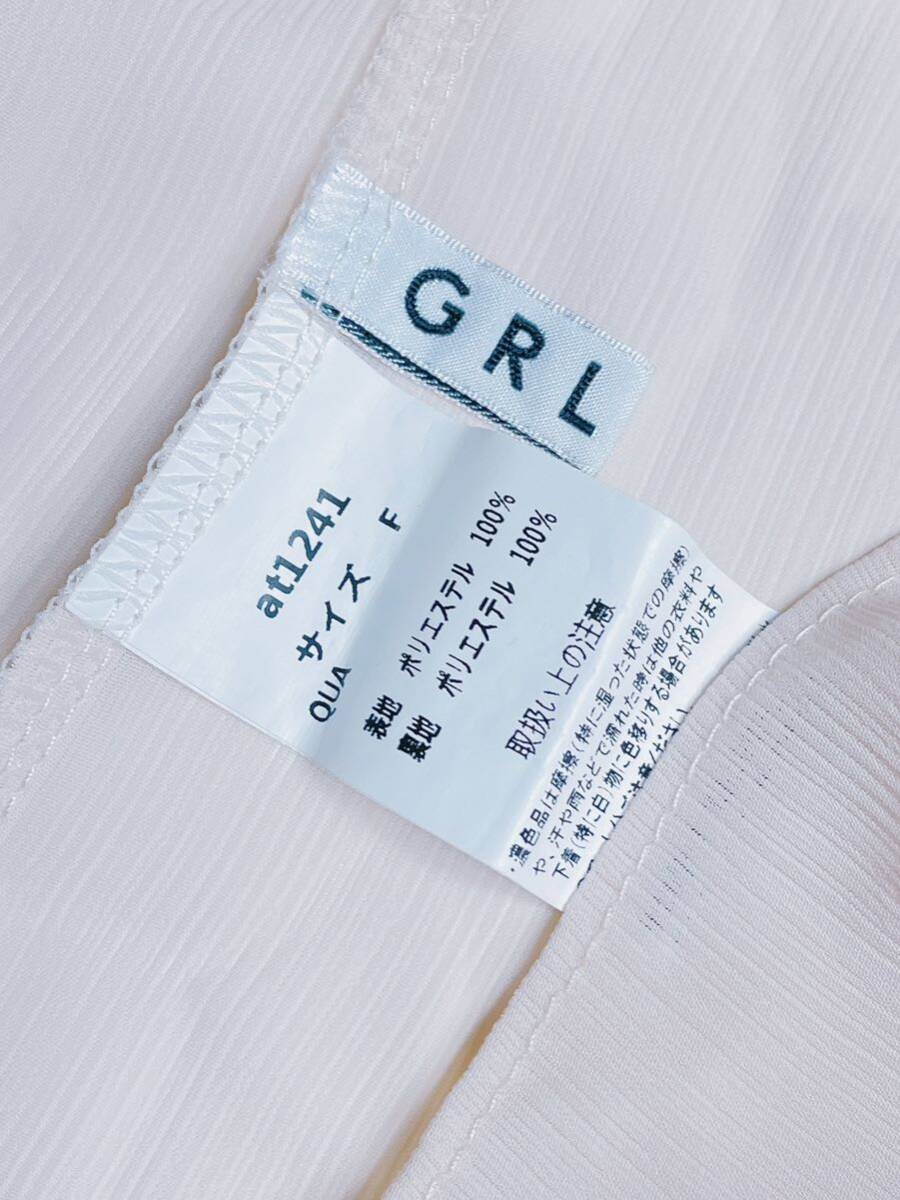 GRL
at1241
サイズ F
QUA
表地 ポリエステル 100%
裏地 ポリエステル 100%
取扱い上の注意
・濃色品は摩擦(特に湿った状態での摩擦)
や、汗や雨などで濡れた時は他の衣料や
下着(特に白)物に色移りする場合があります